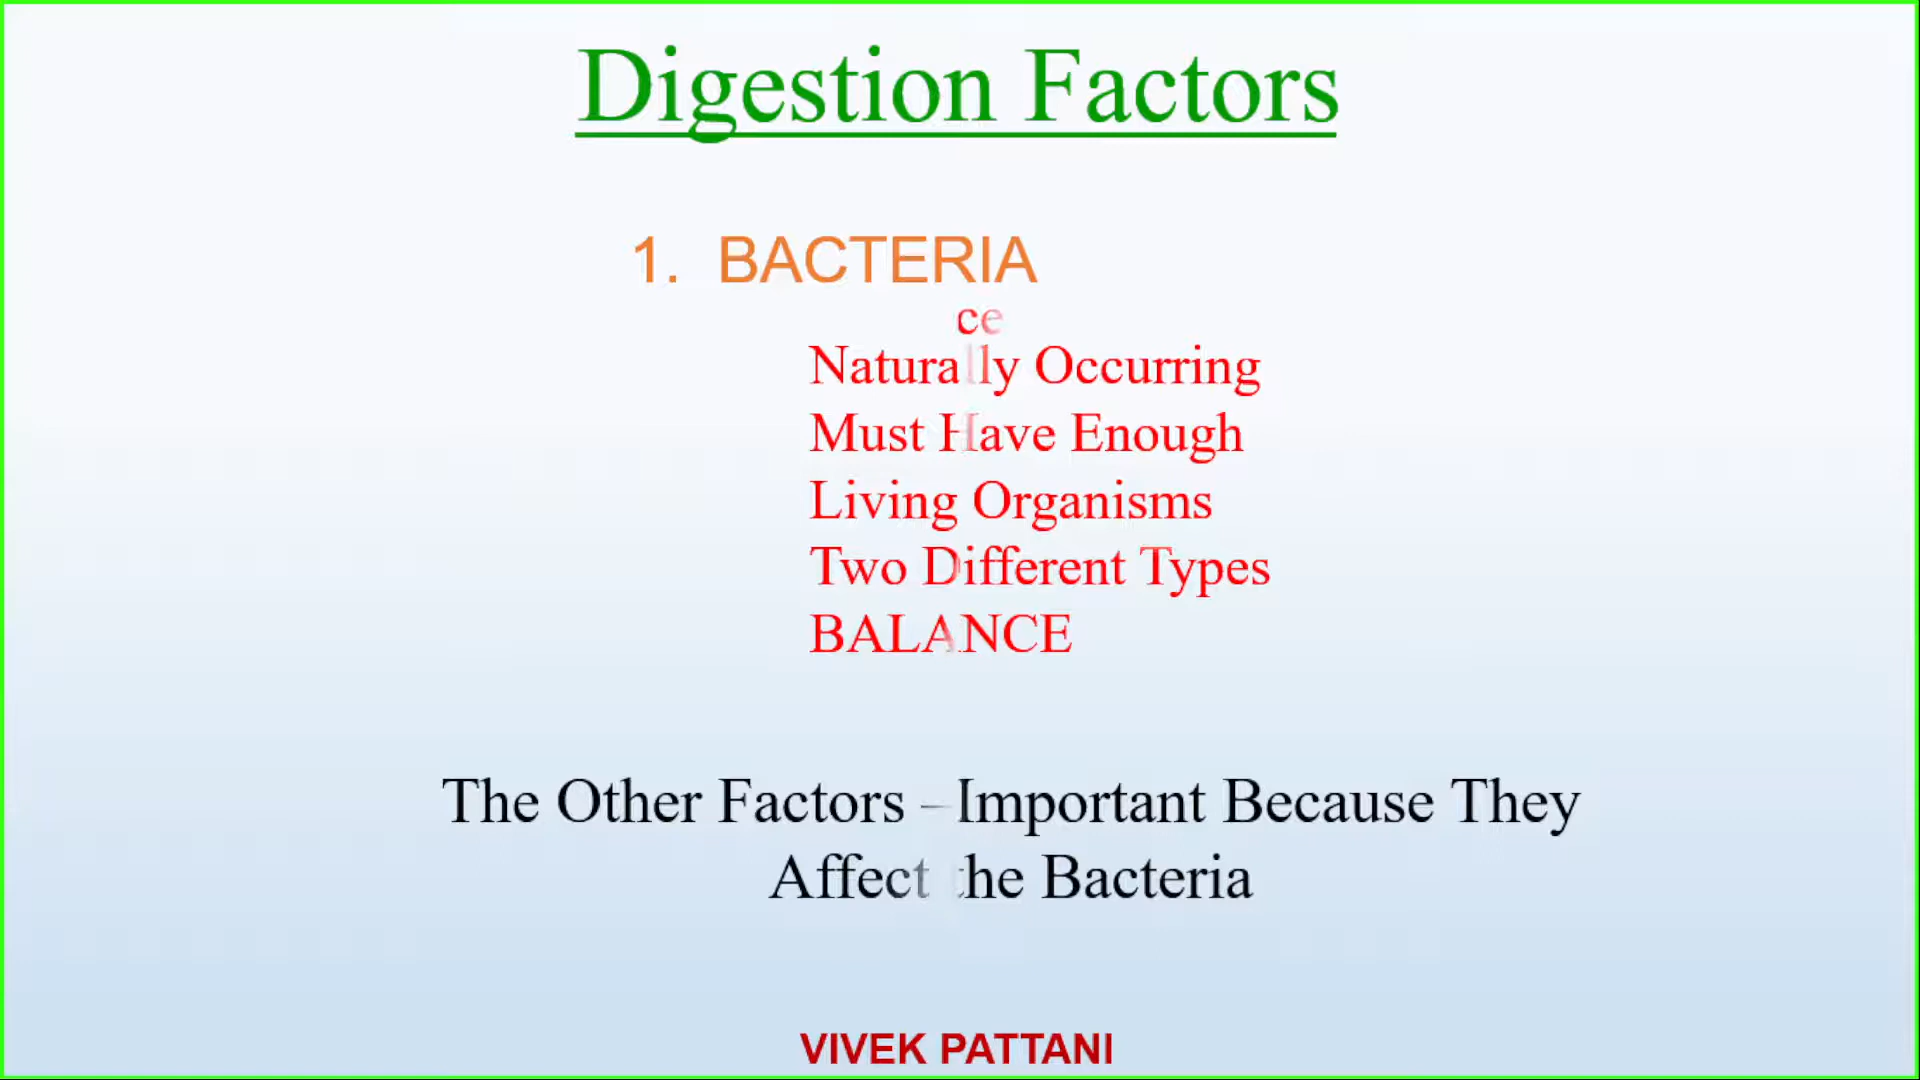 Digestion Factors
1. BACTERIA
ce
Naturally Occurring
Must Have Enough
Living Organisms
Two Different Types
BALANCE
The Other Factors – Important Because They
Affect the Bacteria
VIVEK PATTANI